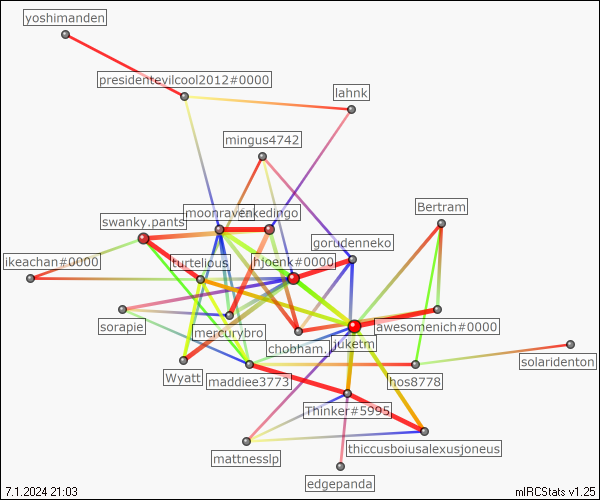 yoshimanden
presidentevilcool2012#0000
lahnk
mingus4742
moonraven
Bertram
swanky.pants
gorudenneko
ikeachan#0000
turtelious
hjoenk#0000
sorapie
mercurybro
awesomenich#0000
chobham.
juketm
solaridenton
Wyatt
maddiee3773
hos8778
Thinker#5995
thiccusboiusalexusjoneus
mattnesslp
edgepanda
7.1.2024 21:03
mIRCStats v1.25